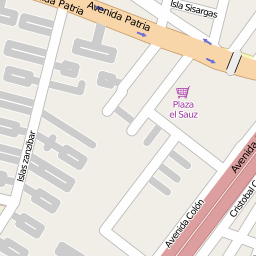 Isla Sisargas
Avenida Patria
Avenida Patria
Plaza
el Sauz
Islas zanzibar
Avenida
Cristobal C
Avenida Colón